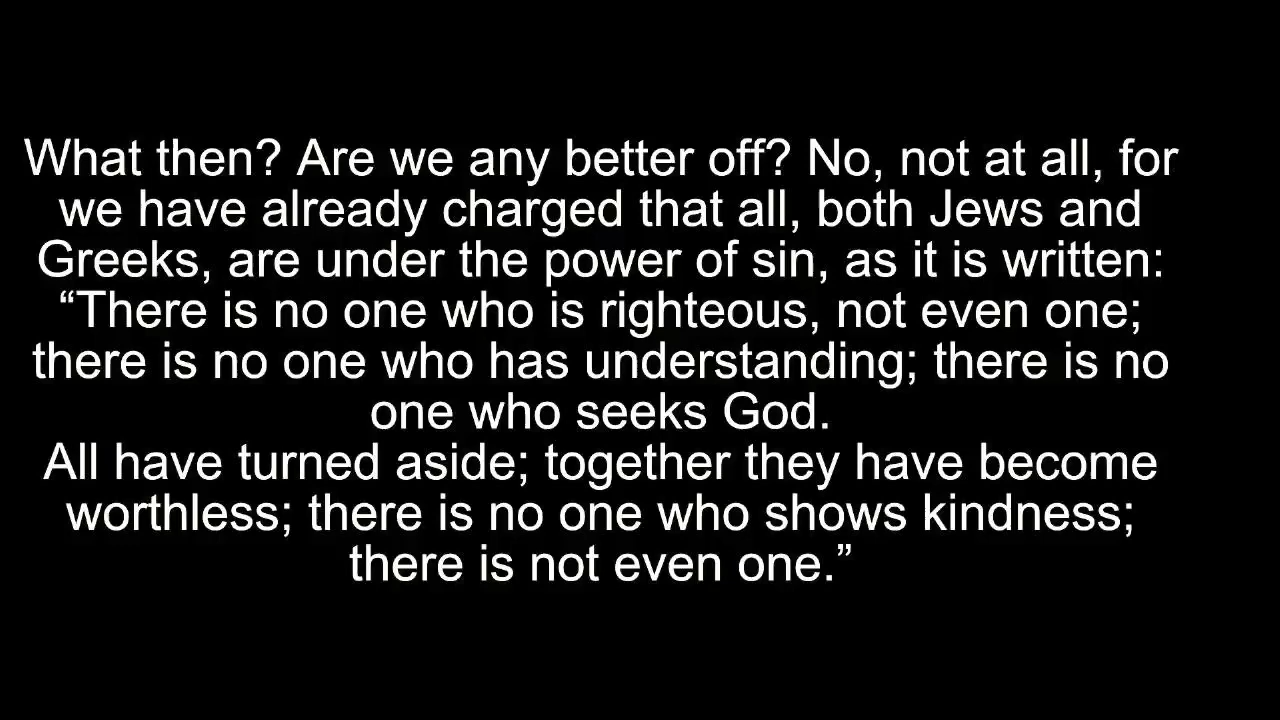 What then? Are we any better off? No, not at all, for
we have already charged that all, both Jews and
Greeks, are under the power of sin, as it is written:
“There is no one who is righteous, not even one;
there is no one who has understanding; there is no
one who seeks God.
All have turned aside; together they have become
worthless; there is no one who shows kindness;
there is not even one.”